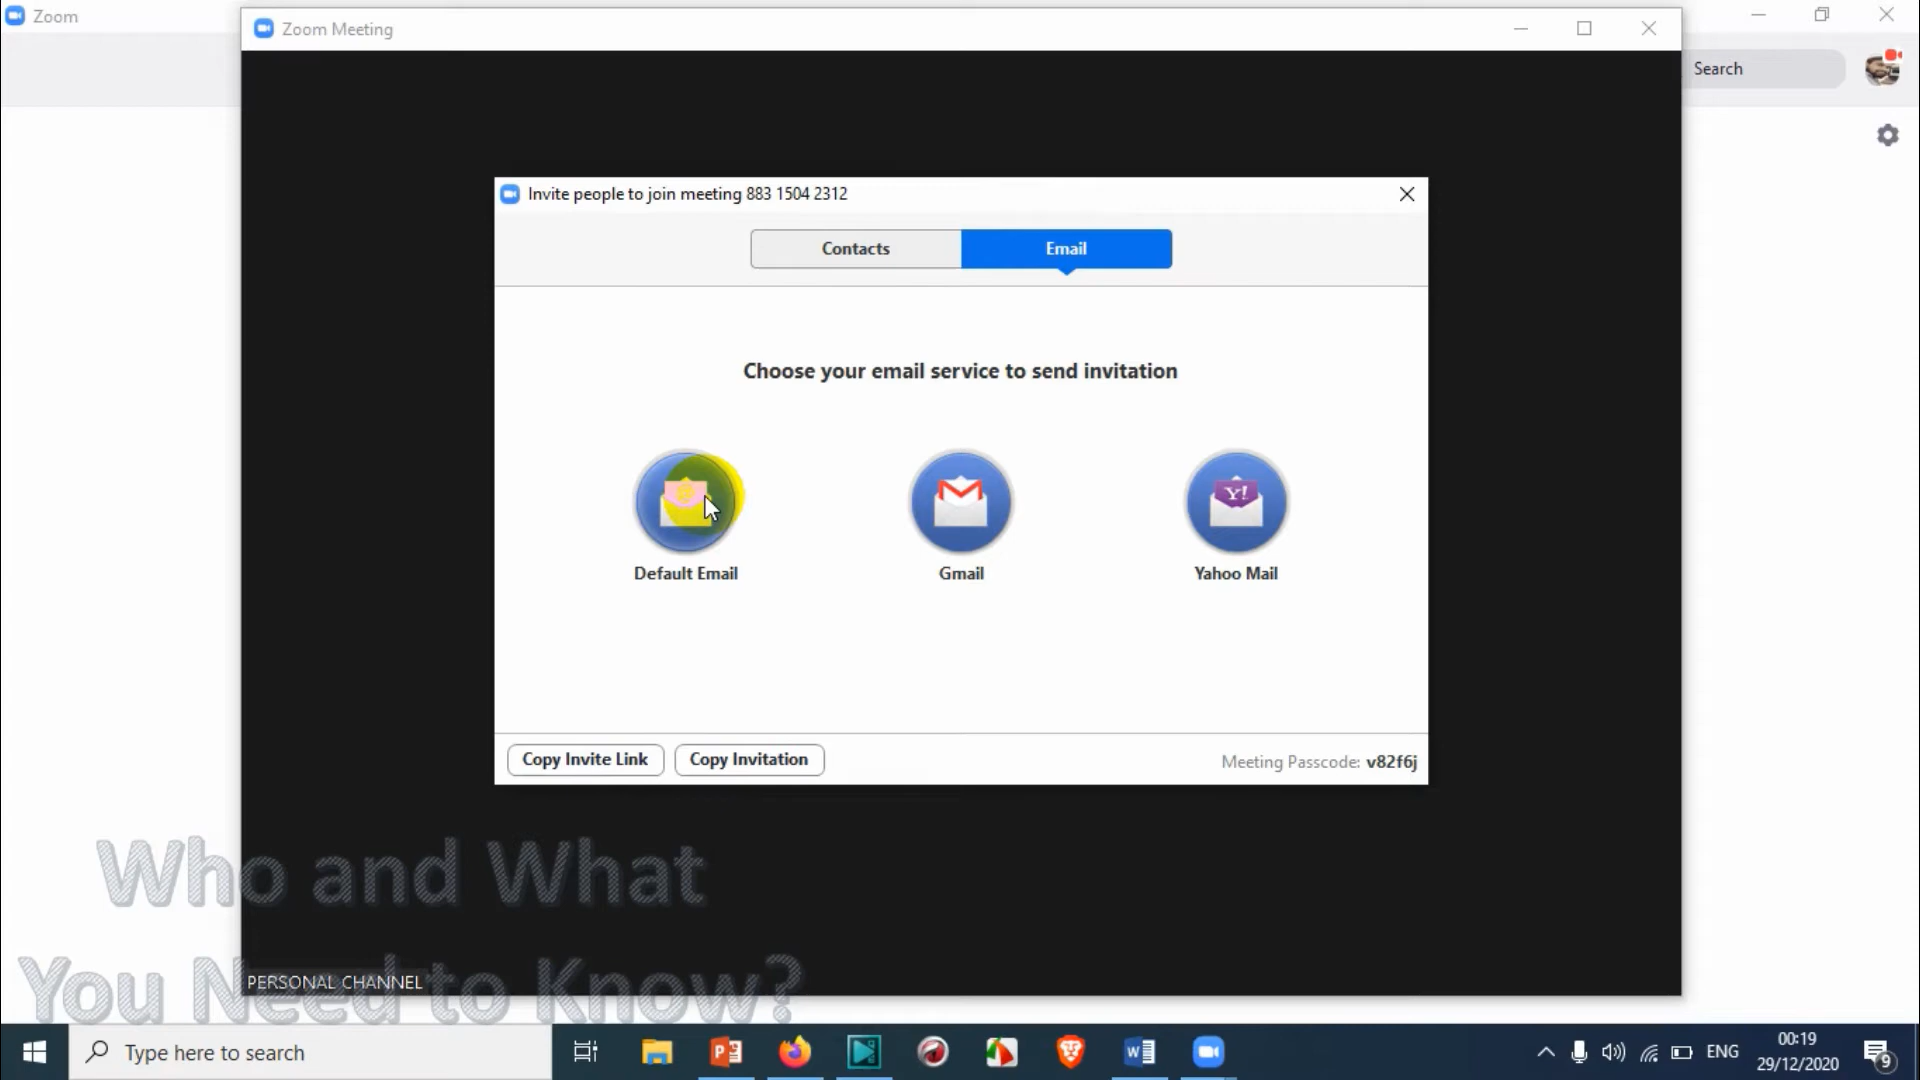 Zoom
Zoom Meeting
Search
Invite people to join meeting 883 1504 2312
Contacts
Email
Choose your email service to send invitation
Default Email
Gmail
Y!
Yahoo Mail
Copy Invite Link
Copy Invitation
Meeting Passcode: v82f6j
Who and What
You Need to Know?
PERSONAL CHANNEL
Type here to search
ENG
00:19
29/12/2020
9